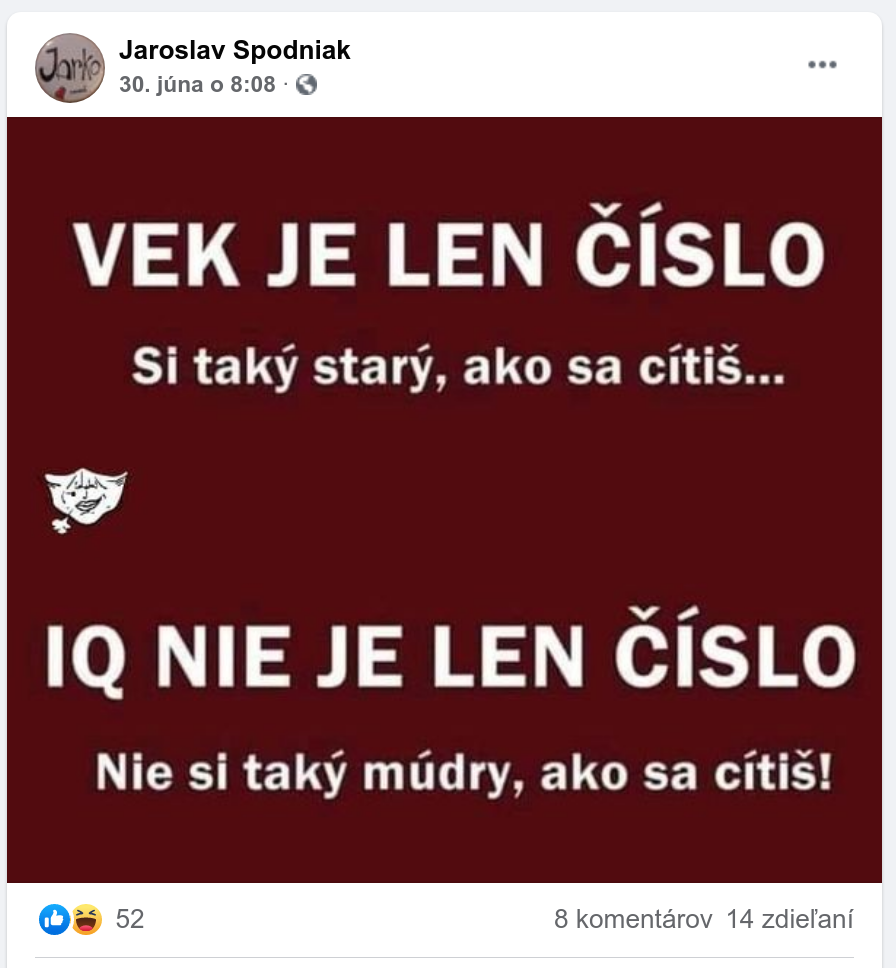 Jarko
Jaroslav Spodniak
30. júna o 8:08 ·
VEK JE LEN ČÍSLO
Si taký starý, ako sa cítiš...
IQ NIE JE LEN ČÍSLO
Nie si taký múdry, ako sa cítiš!
52
8 komentárov 14 zdieľaní